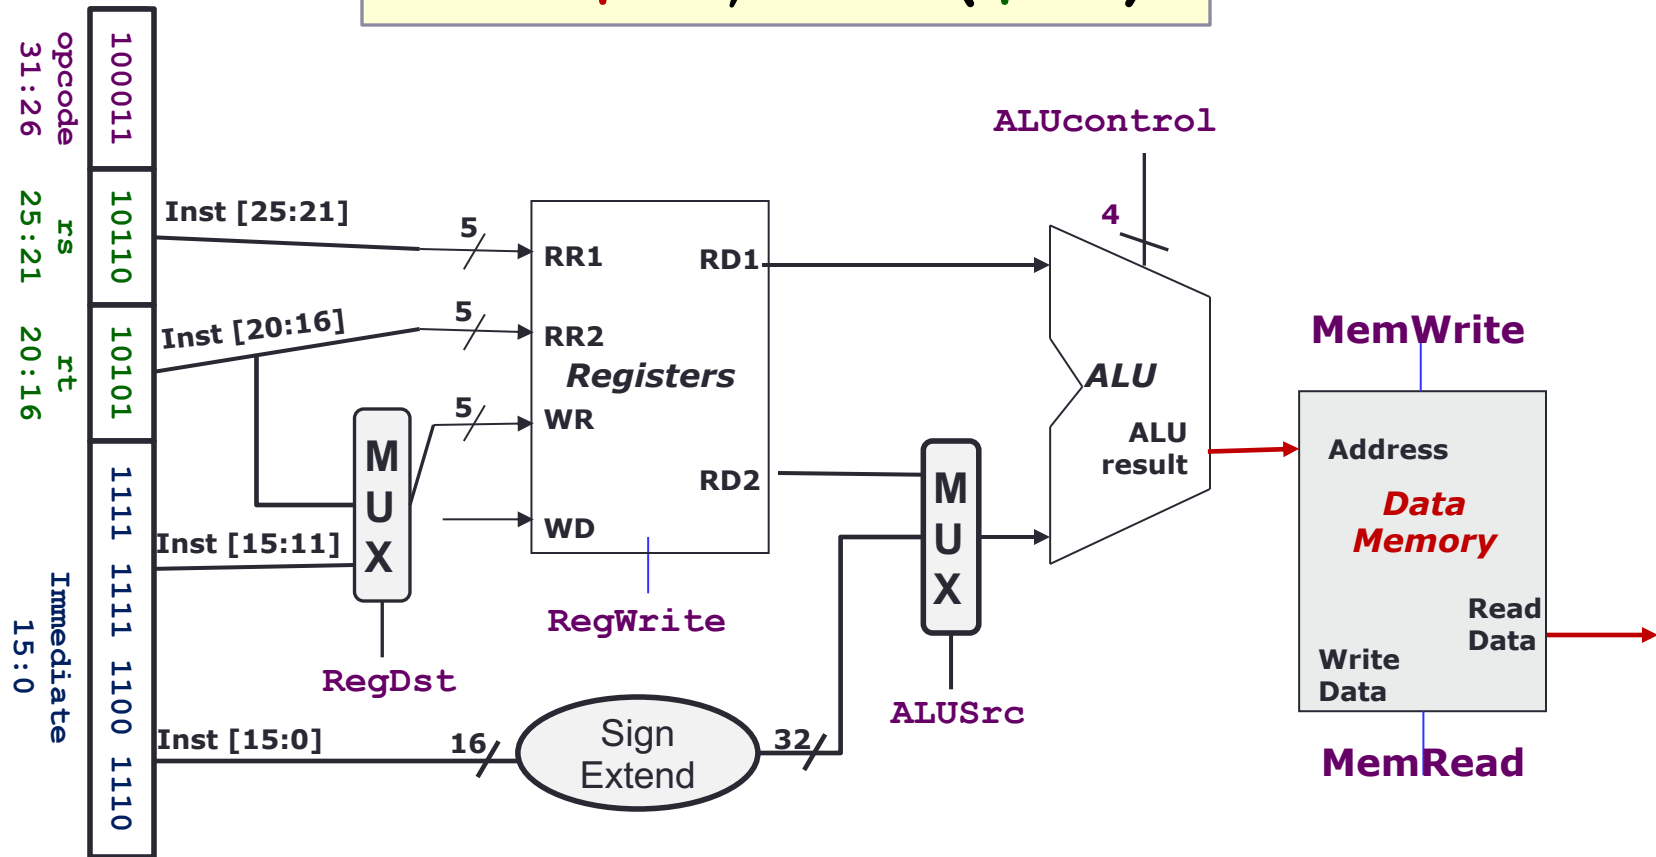 opcode
31:26
100011
rs
25:21
10110
rt
20:16
10101
Immediate
15:0
1111 1111 1100 1110
Inst [25:21]
5
Inst [20:16]
5
5
Inst [15:11]
M
U
X
RegDst
Inst [15:0]
16
Sign
Extend
32
RR1
RR2
Registers
WR
WD
RD1
RD2
RegWrite
M
U
X
ALUSrc
ALUcontrol
4
ALU
ALU
result
MemWrite
Address
Data
Memory
Read
Data
Write
Data
MemRead